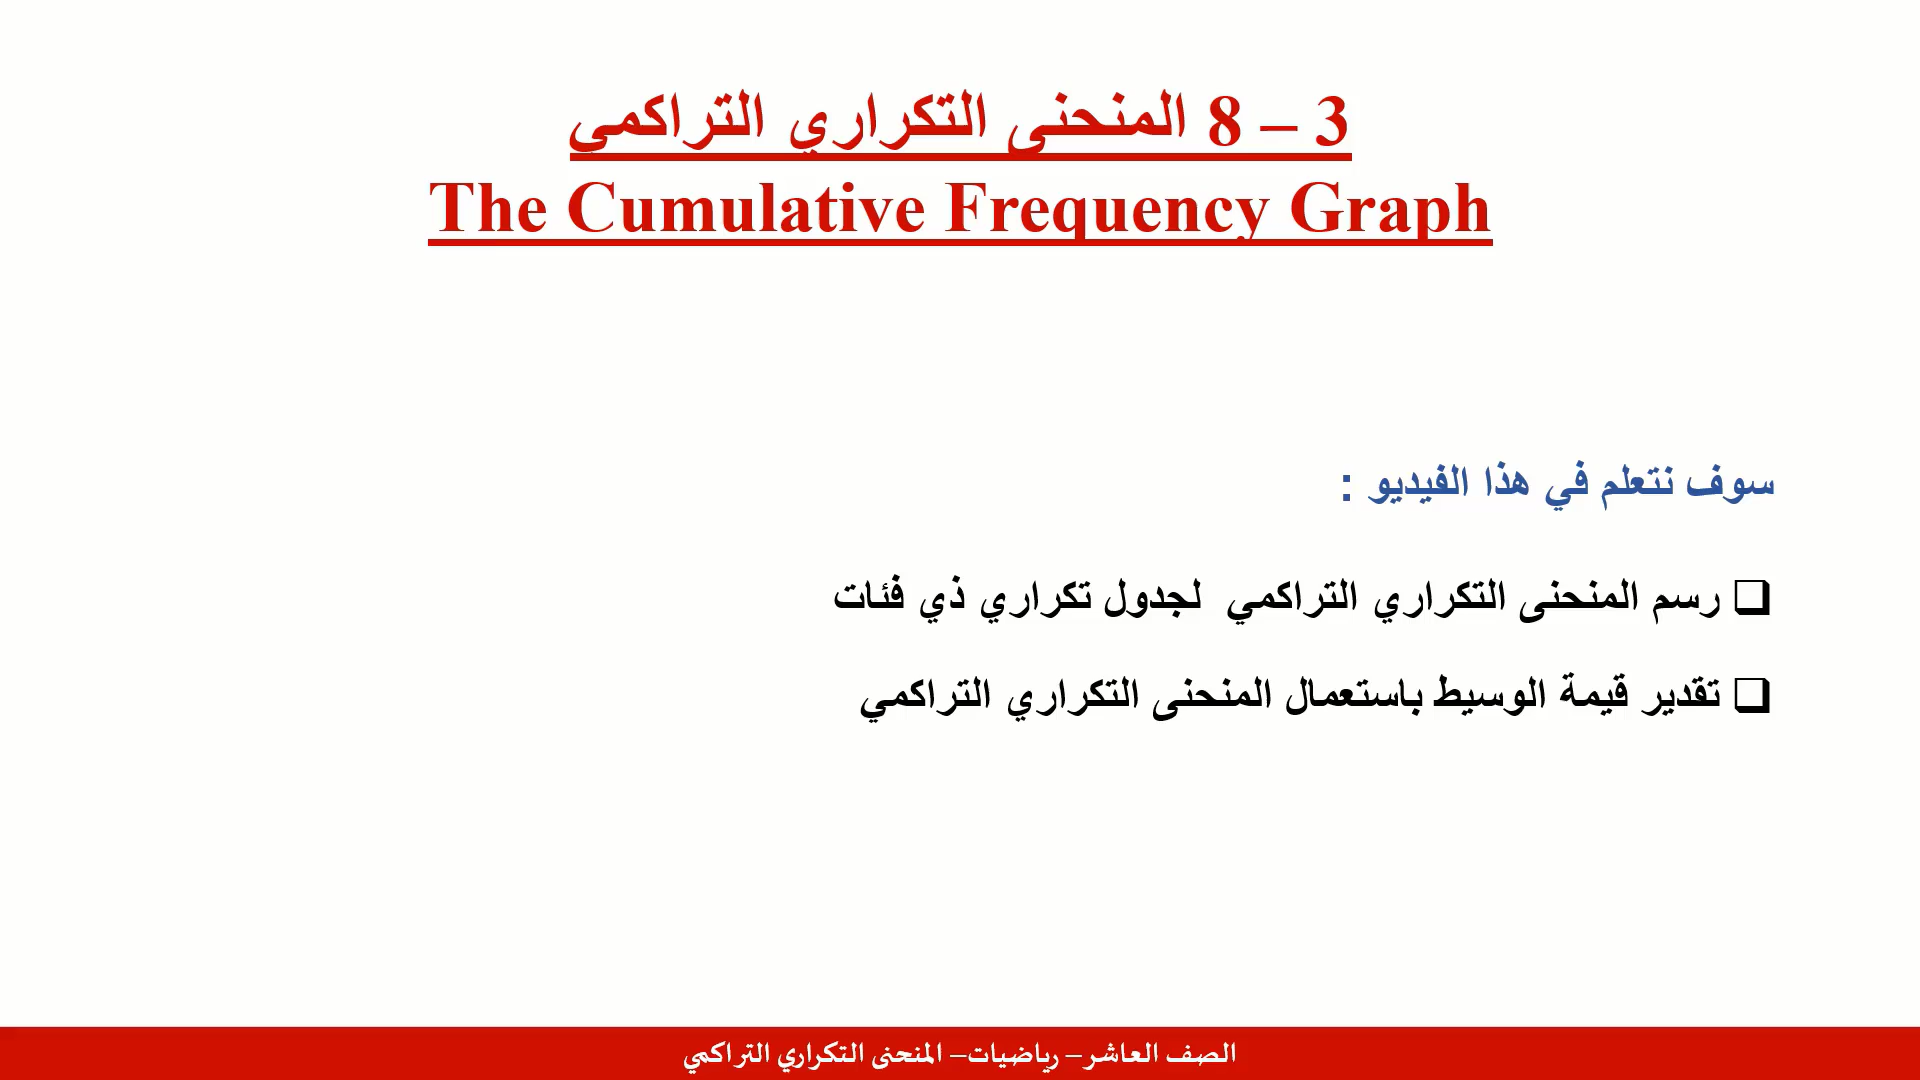 3 – 8 المنحنى التكراري التراكمي
The Cumulative Frequency Graph
سوف نتعلم في هذا الفيديو :
❑ رسم المنحنى التكراري التراكمي لجدول تكراري ذي فئات
❑ تقدير قيمة الوسيط باستعمال المنحنى التكراري التراكمي
الصف العاشر– رياضيات– المنحنى التكراري التراكمي